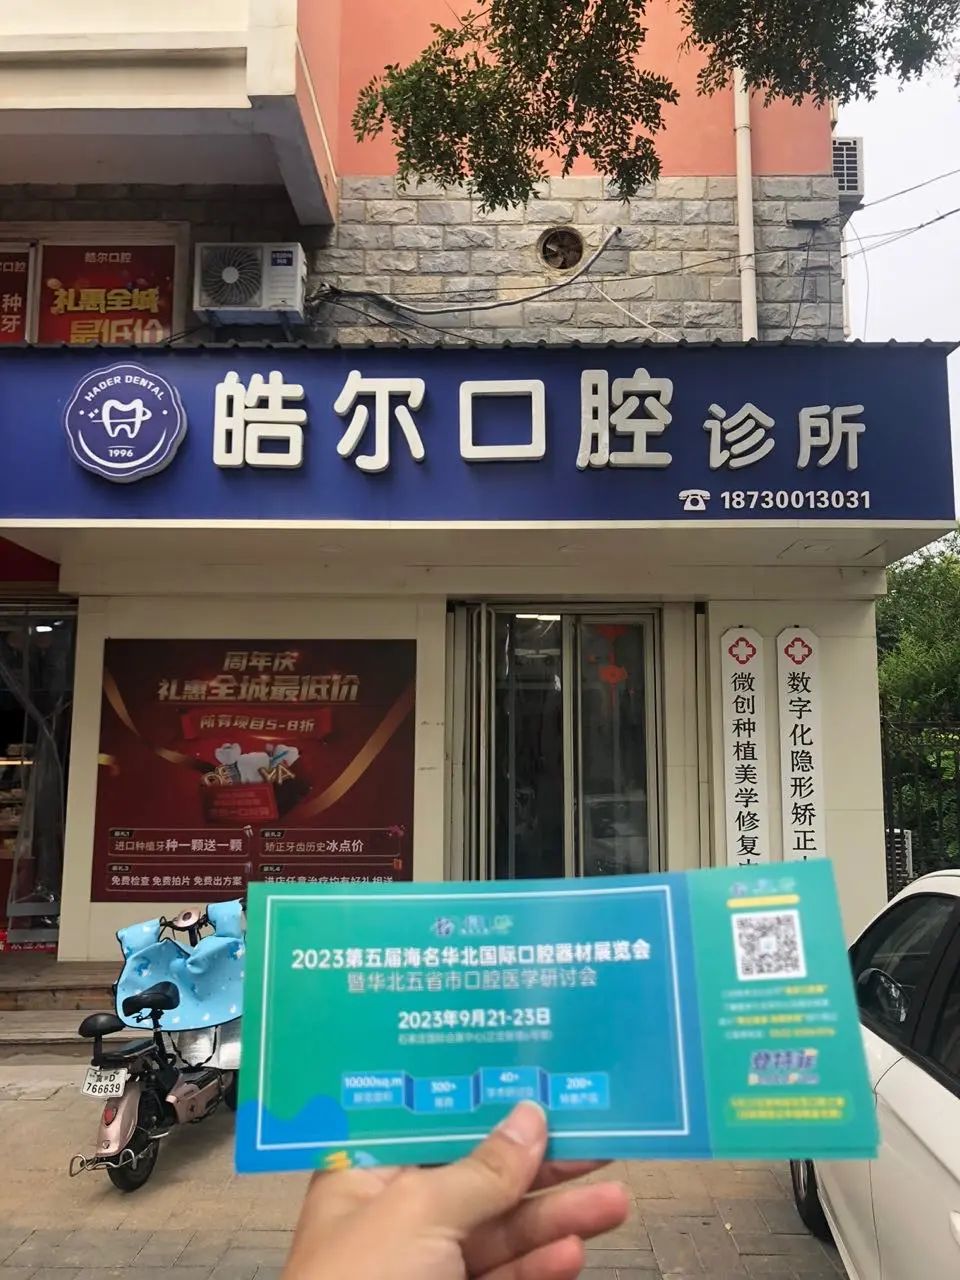 皓尔口腔
礼惠全城
最低价
口腔
种
牙
HADER DENTAL
1996
皓尔口腔诊所
18730013031
周年庆
礼惠全城最低价
所有项目5-8折
进口种植牙种一颗送一颗
矫正牙齿历史冰点价
免费检查 免费拍片 免费出方案
微创种植美学修复
数字化隐形矫正
2023第五届海名华北国际口腔器材展览会
暨华北五省市口腔医学研讨会
2023年9月21-23日
10000sq.m
300+
40+
200+
766639